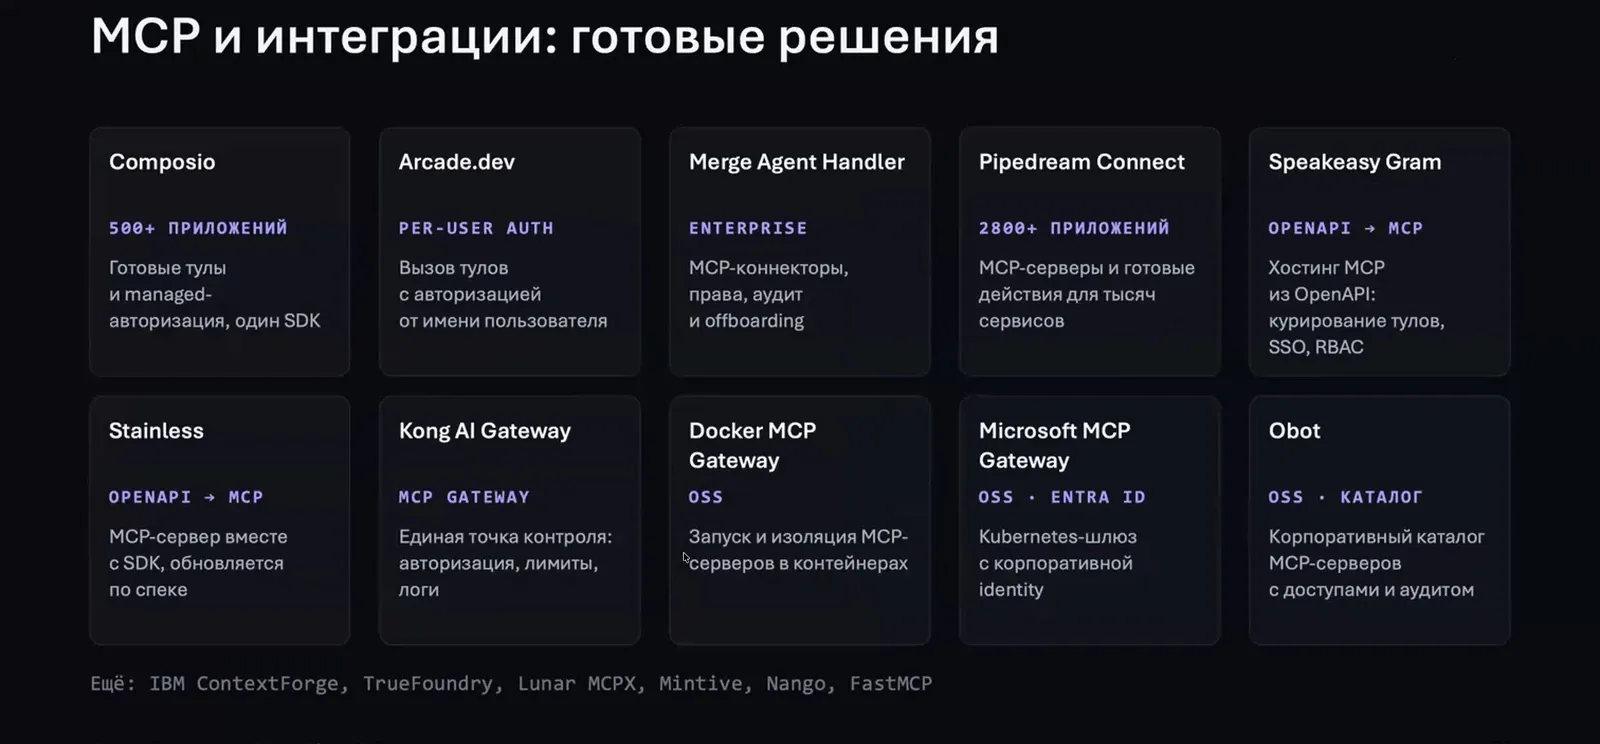 MCP и интеграции: готовые решения
Composio
500+ ПРИЛОЖЕНИЙ
Готовые тулы
и managed-
авторизация, один SDK
Arcade.dev
PER-USER AUTH
Вызов тулов
с авторизацией
от имени пользователя
Merge Agent Handler
ENTERPRISE
MCP-коннекторы,
права, аудит
и offboarding
Pipedream Connect
2800+ ПРИЛОЖЕНИЙ
MCP-серверы и готовые
действия для тысяч
сервисов
Speakeasy Gram
OPENAPI → MCP
Хостинг MCP
из OpenAPI:
курирование тулов,
SSO, RBAC
Stainless
OPENAPI → MCP
MCP-сервер вместе
с SDK, обновляется
по спеке
Kong AI Gateway
MCP GATEWAY
Единая точка контроля:
авторизация, лимиты,
логи
Docker MCP
Gateway
OSS
Запуск и изоляция MCP-
серверов в контейнерах
Microsoft MCP
Gateway
OSS · ENTRA ID
Kubernetes-шлюз
с корпоративной
identity
Obot
OSS · КАТАЛОГ
Корпоративный каталог
MCP-серверов
с доступами и аудитом
Ещё: IBM ContextForge, TrueFoundry, Lunar MCPX, Mintive, Nango, FastMCP